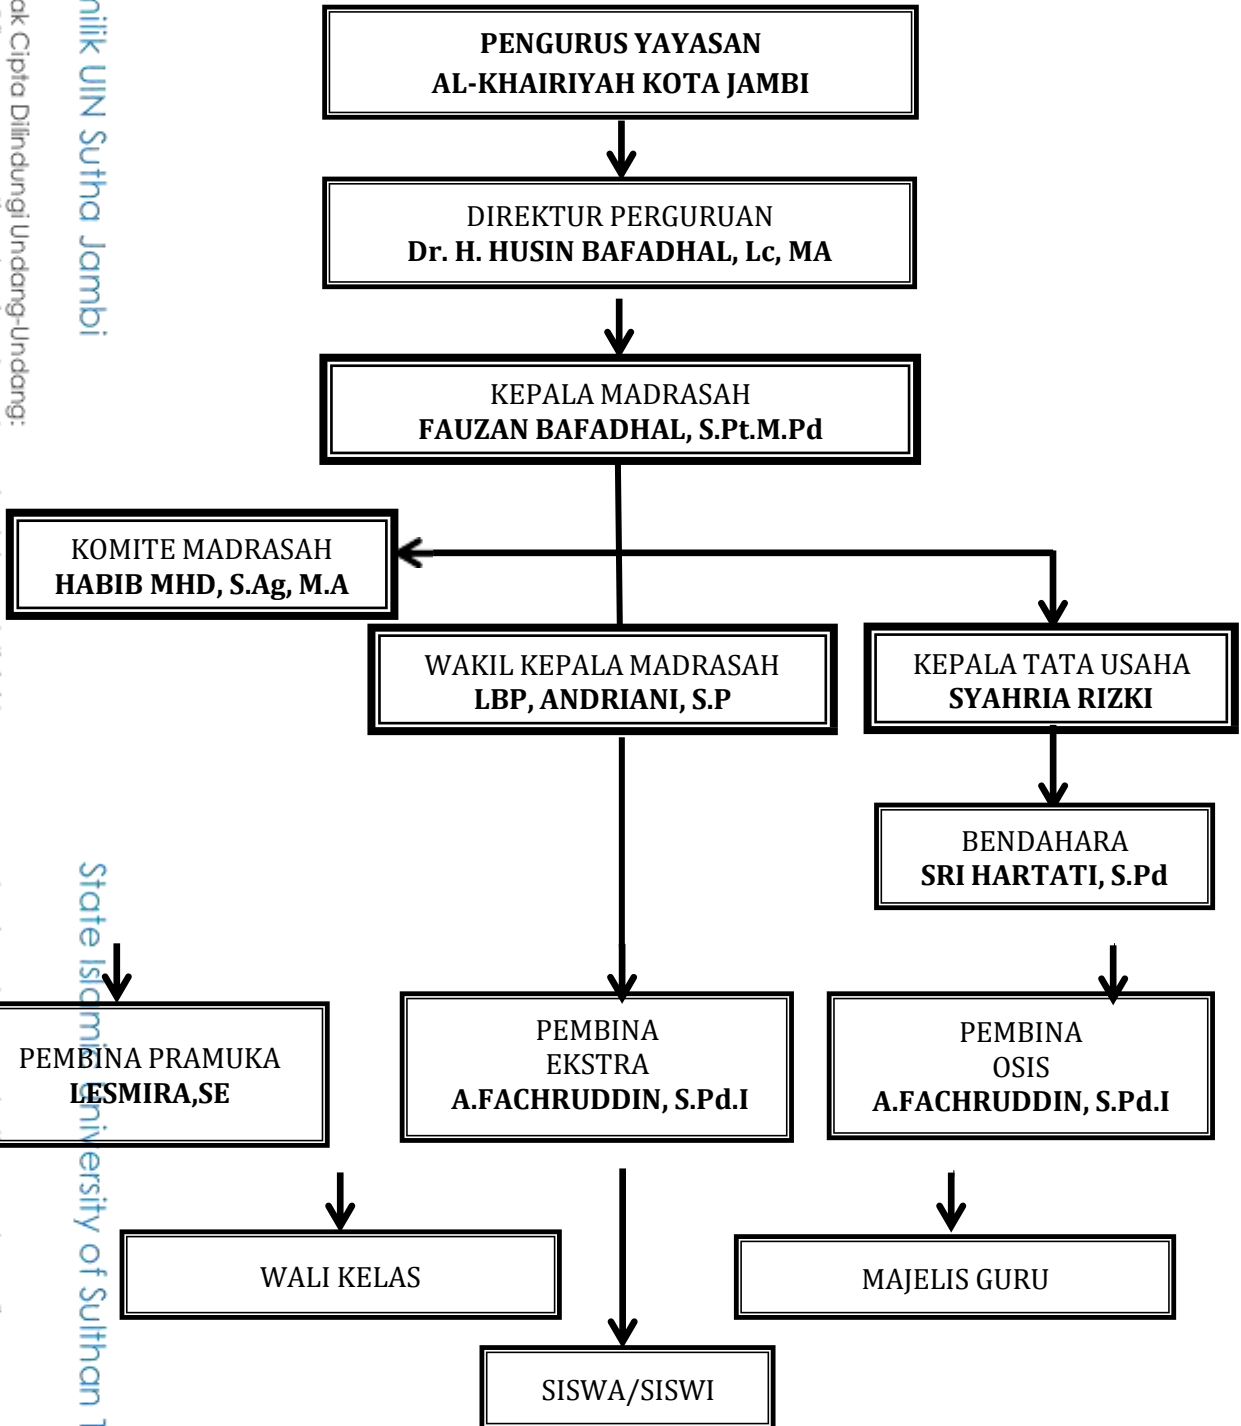 PENGURUS YAYASAN
AL-KHAIRIYAH KOTA JAMBI
DIREKTUR PERGURUAN
Dr. H. HUSIN BAFADHAL, Lc, MA
KEPALA MADRASAH
FAUZAN BAFADHAL, S.Pt.M.Pd
KOMITE MADRASAH
HABIB MHD, S.Ag, M.A
WAKIL KEPALA MADRASAH
LBP, ANDRIANI, S.P
KEPALA TATA USAHA
SYAHRIA RIZKI
BENDAHARA
SRI HARTATI, S.Pd
PEMBINA PRAMUKA
LESMIRA,SE
PEMBINA
EKSTRA
A.FACHRUDDIN, S.Pd.I
PEMBINA
OSIS
A.FACHRUDDIN, S.Pd.I
WALI KELAS
MAJELIS GURU
SISWA/SISWI
milik UIN Sutha Jambi
Cipta Dilindungi Undang-Undang:
State Islamic University of Sulthan